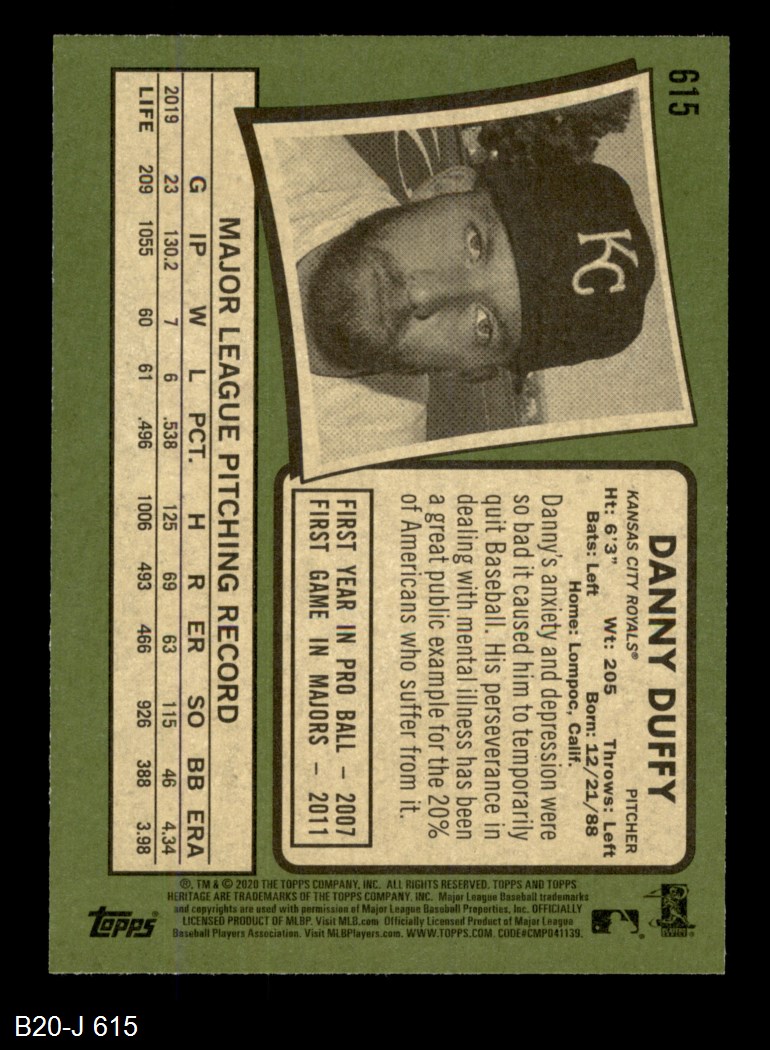 615
KC
DANNY DUFFY
KANSAS CITY ROYALS® PITCHER
Ht: 6'3" Wt: 205 Throws: Left
Bats: Left Born: 12/21/88
Home: Lompoc, Calif.
Danny's anxiety and depression were
so bad it caused him to temporarily
quit Baseball. His perseverance in
dealing with mental illness has been
a great public example for the 20%
of Americans who suffer from it.
FIRST YEAR IN PRO BALL – 2007
FIRST GAME IN MAJORS – 2011
MAJOR LEAGUE PITCHING RECORD
G IP W L PCT. H R ER SO BB ERA
2019 23 130.2 7 6 .538 125 69 63 115 46 4.34
LIFE 209 1055 60 61 .496 1006 493 466 926 388 3.98
®, TM & © 2020 THE TOPPS COMPANY, INC. ALL RIGHTS RESERVED. TOPPS AND TOPPS
HERITAGE ARE TRADEMARKS OF THE TOPPS COMPANY, INC. Major League Baseball trademarks
and copyrights are used with permission of Major League Baseball Properties, Inc. OFFICIALLY
LICENSED PRODUCT OF MLBP. Visit MLB.com. Officially Licensed Product of Major League
Baseball Players Association. Visit MLBPlayers.com. WWW.TOPPS.COM. CODE#CMP041139.
topps®
B20-J 615